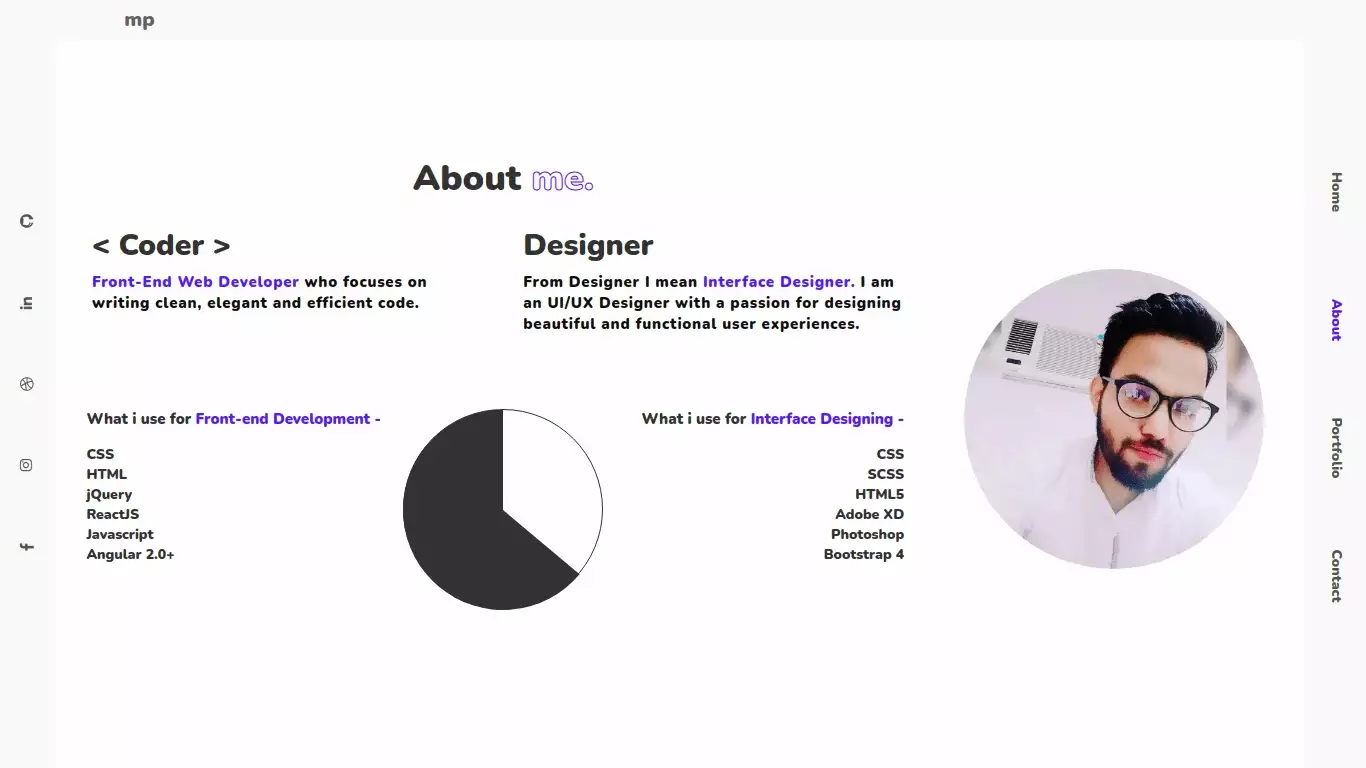 mp
About me.
< Coder >
Front-End Web Developer who focuses on
writing clean, elegant and efficient code.
Designer
From Designer I mean Interface Designer. I am
an UI/UX Designer with a passion for designing
beautiful and functional user experiences.
What i use for Front-end Development -
CSS
HTML
jQuery
ReactJS
Javascript
Angular 2.0+
What i use for Interface Designing -
CSS
SCSS
HTML5
Adobe XD
Photoshop
Bootstrap 4
Home
About
Portfolio
Contact